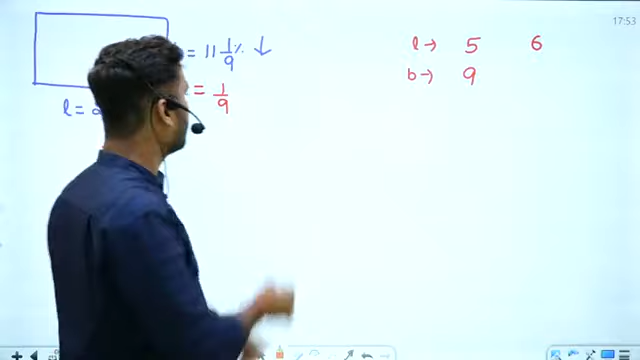 17:53
= 11 1/9 % ↓
= 1/9
l =
l → 5 6
b → 9